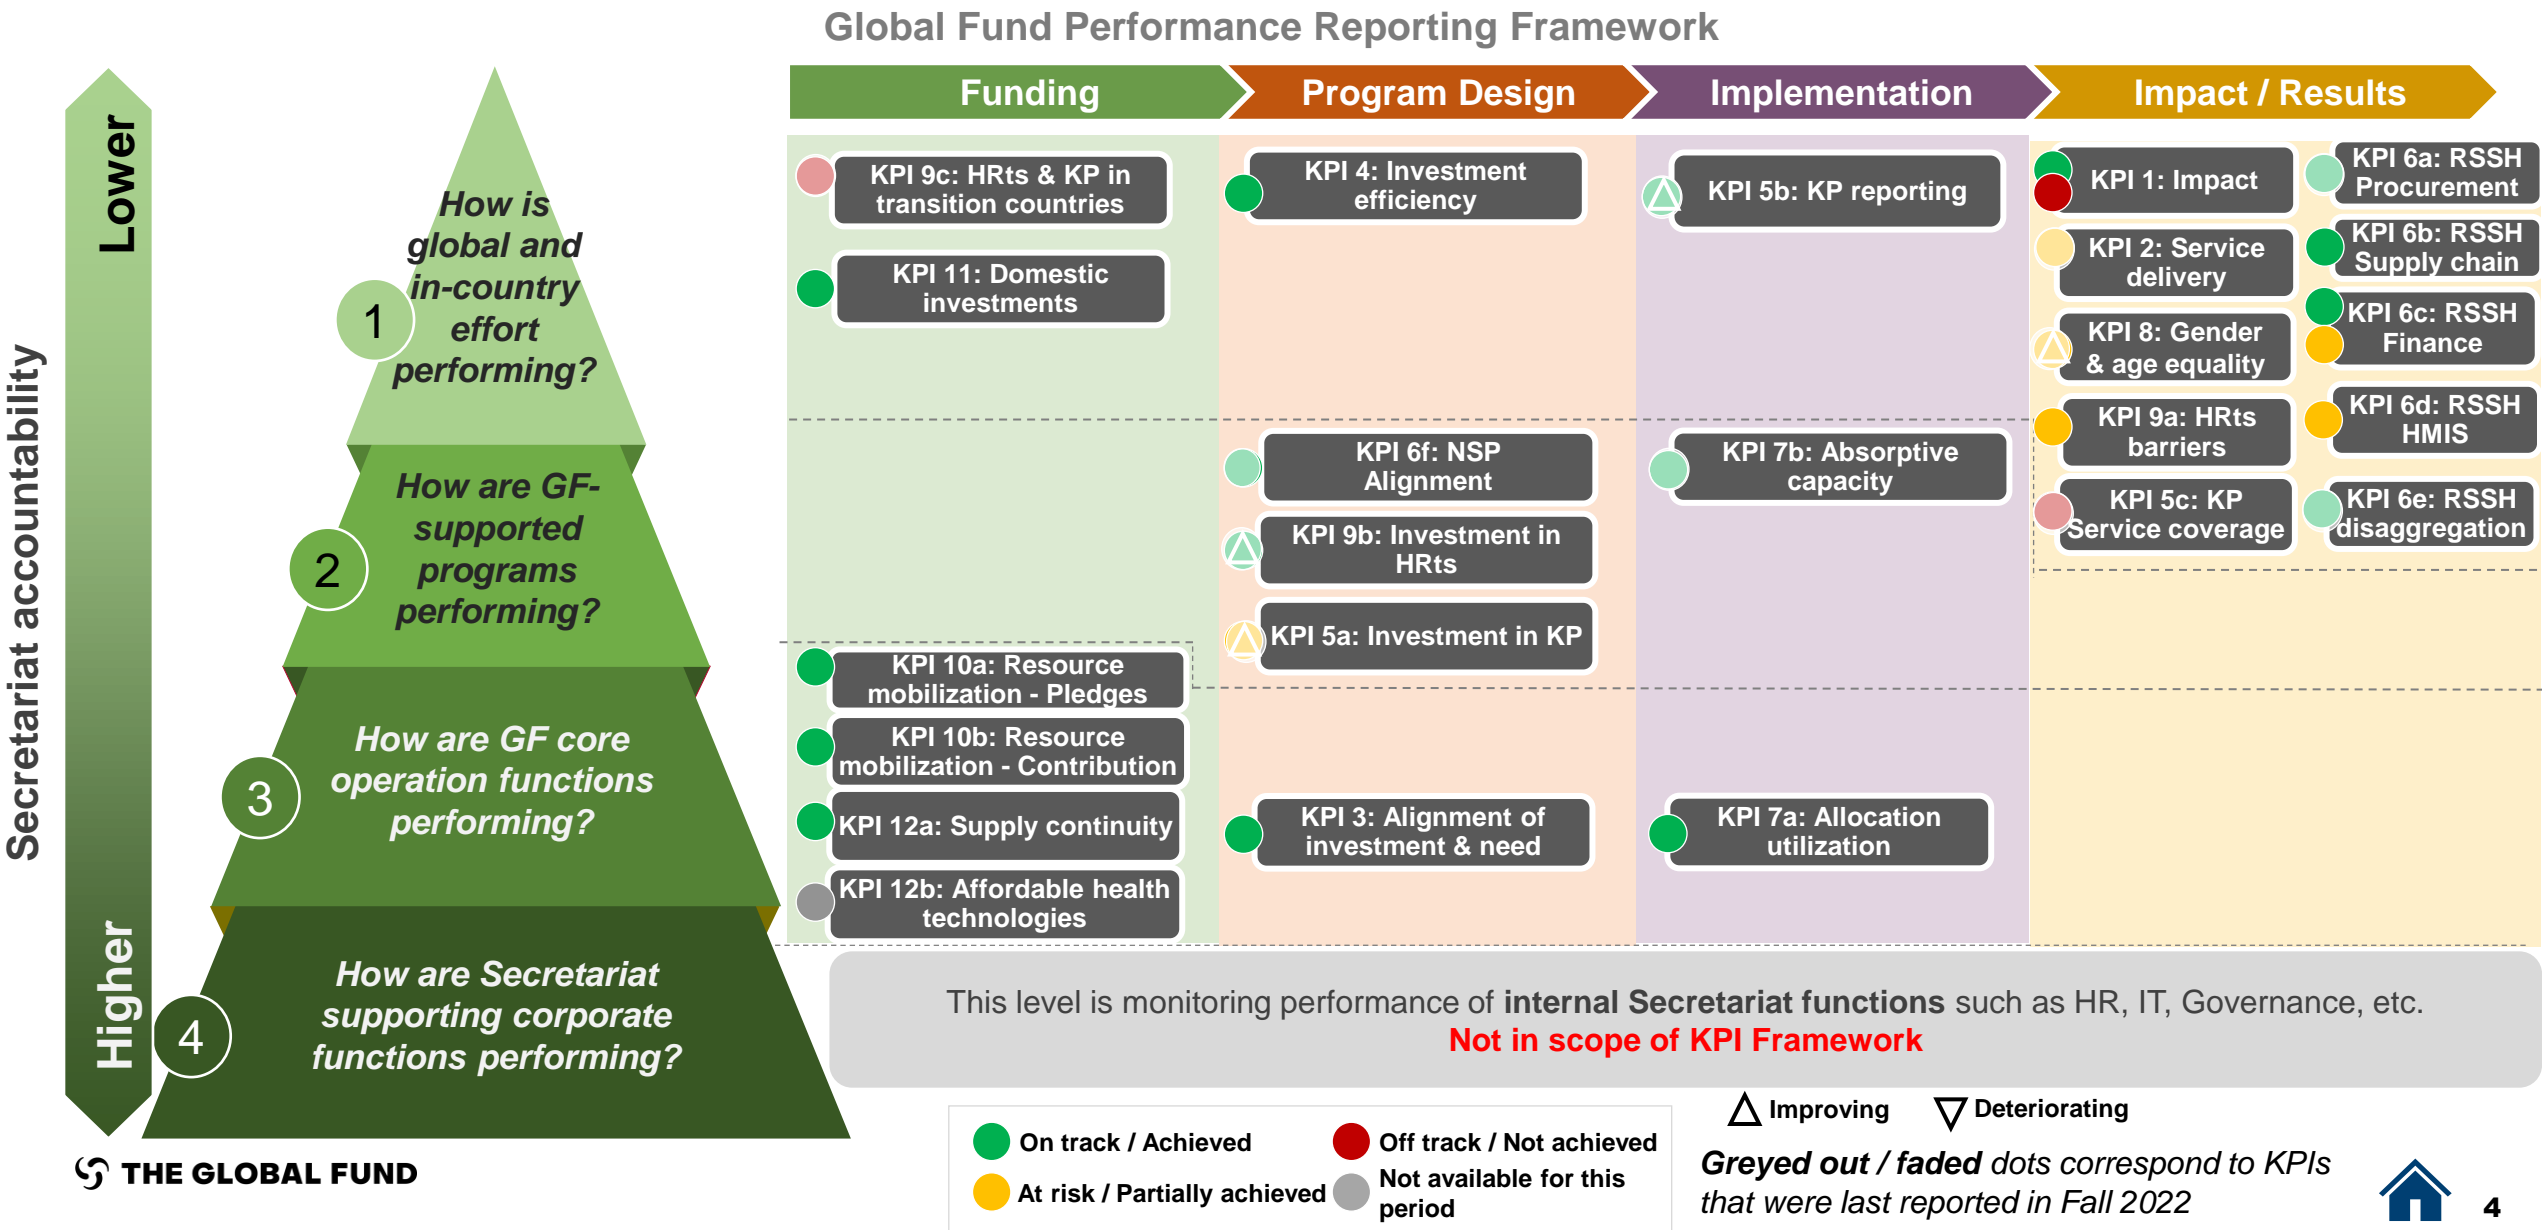 Global Fund Performance Reporting Framework
Secretariat accountability
Lower
Higher
1
How is
global and
in-country
effort
performing?
2
How are GF-
supported
programs
performing?
3
How are GF core
operation functions
performing?
4
How are Secretariat
supporting corporate
functions performing?
Funding
Program Design
Implementation
Impact / Results
KPI 9c: HRts & KP in
transition countries
KPI 11: Domestic
investments
KPI 4: Investment
efficiency
KPI 5b: KP reporting
KPI 1: Impact
KPI 2: Service
delivery
KPI 8: Gender
& age equality
KPI 9a: HRts
barriers
KPI 5c: KP
Service coverage
KPI 6a: RSSH
Procurement
KPI 6b: RSSH
Supply chain
KPI 6c: RSSH
Finance
KPI 6d: RSSH
HMIS
KPI 6e: RSSH
disaggregation
KPI 6f: NSP
Alignment
KPI 9b: Investment in
HRts
KPI 5a: Investment in KP
KPI 7b: Absorptive
capacity
KPI 10a: Resource
mobilization - Pledges
KPI 10b: Resource
mobilization - Contribution
KPI 12a: Supply continuity
KPI 12b: Affordable health
technologies
KPI 3: Alignment of
investment & need
KPI 7a: Allocation
utilization
This level is monitoring performance of internal Secretariat functions such as HR, IT, Governance, etc.
Not in scope of KPI Framework
On track / Achieved
Off track / Not achieved
At risk / Partially achieved
Not available for this
period
Improving
Deteriorating
Greyed out / faded dots correspond to KPIs
that were last reported in Fall 2022
THE GLOBAL FUND
4